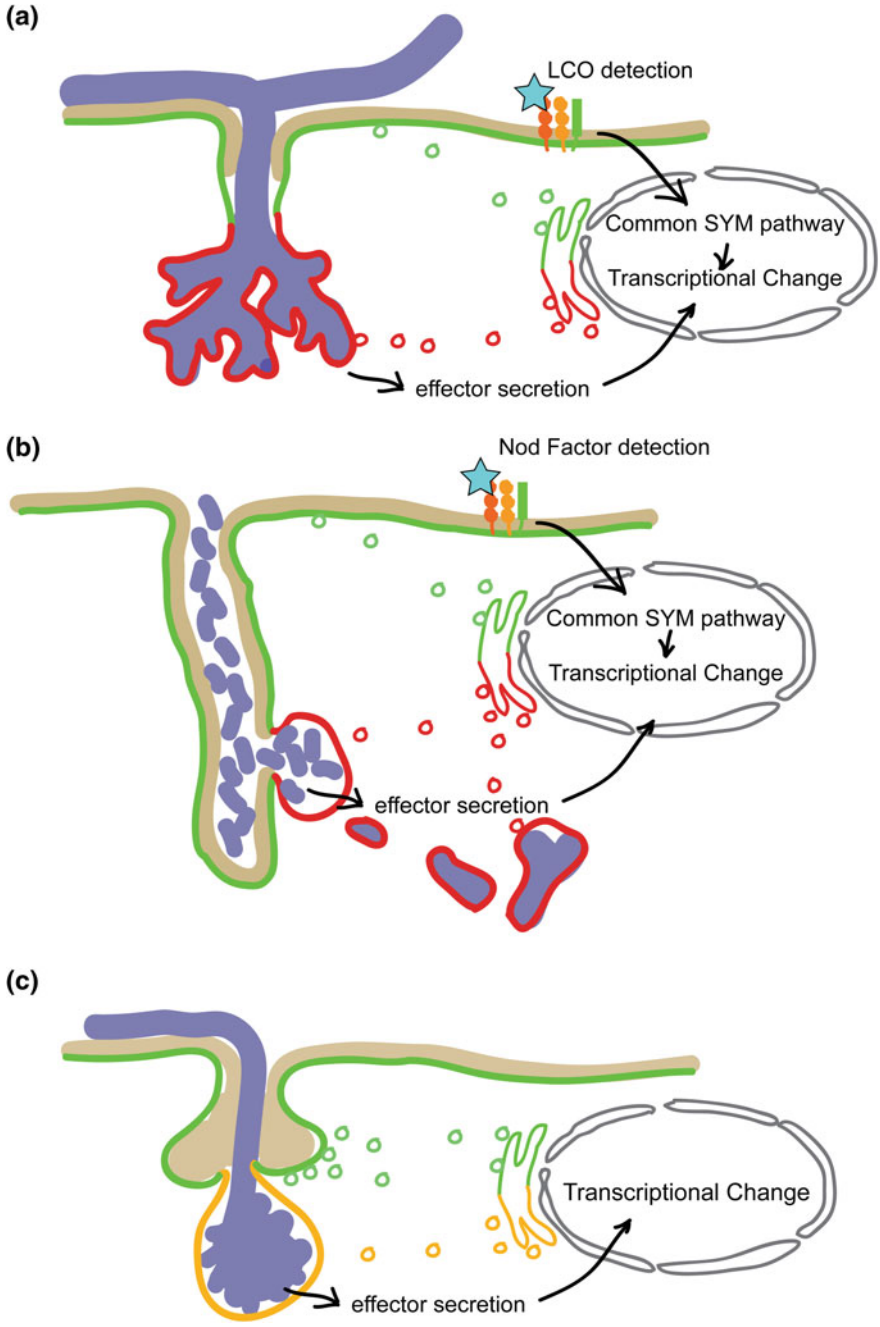 (a)
LCO detection
Common SYM pathway
Transcriptional Change
effector secretion
(b)
Nod Factor detection
Common SYM pathway
Transcriptional Change
effector secretion
(c)
Transcriptional Change
effector secretion